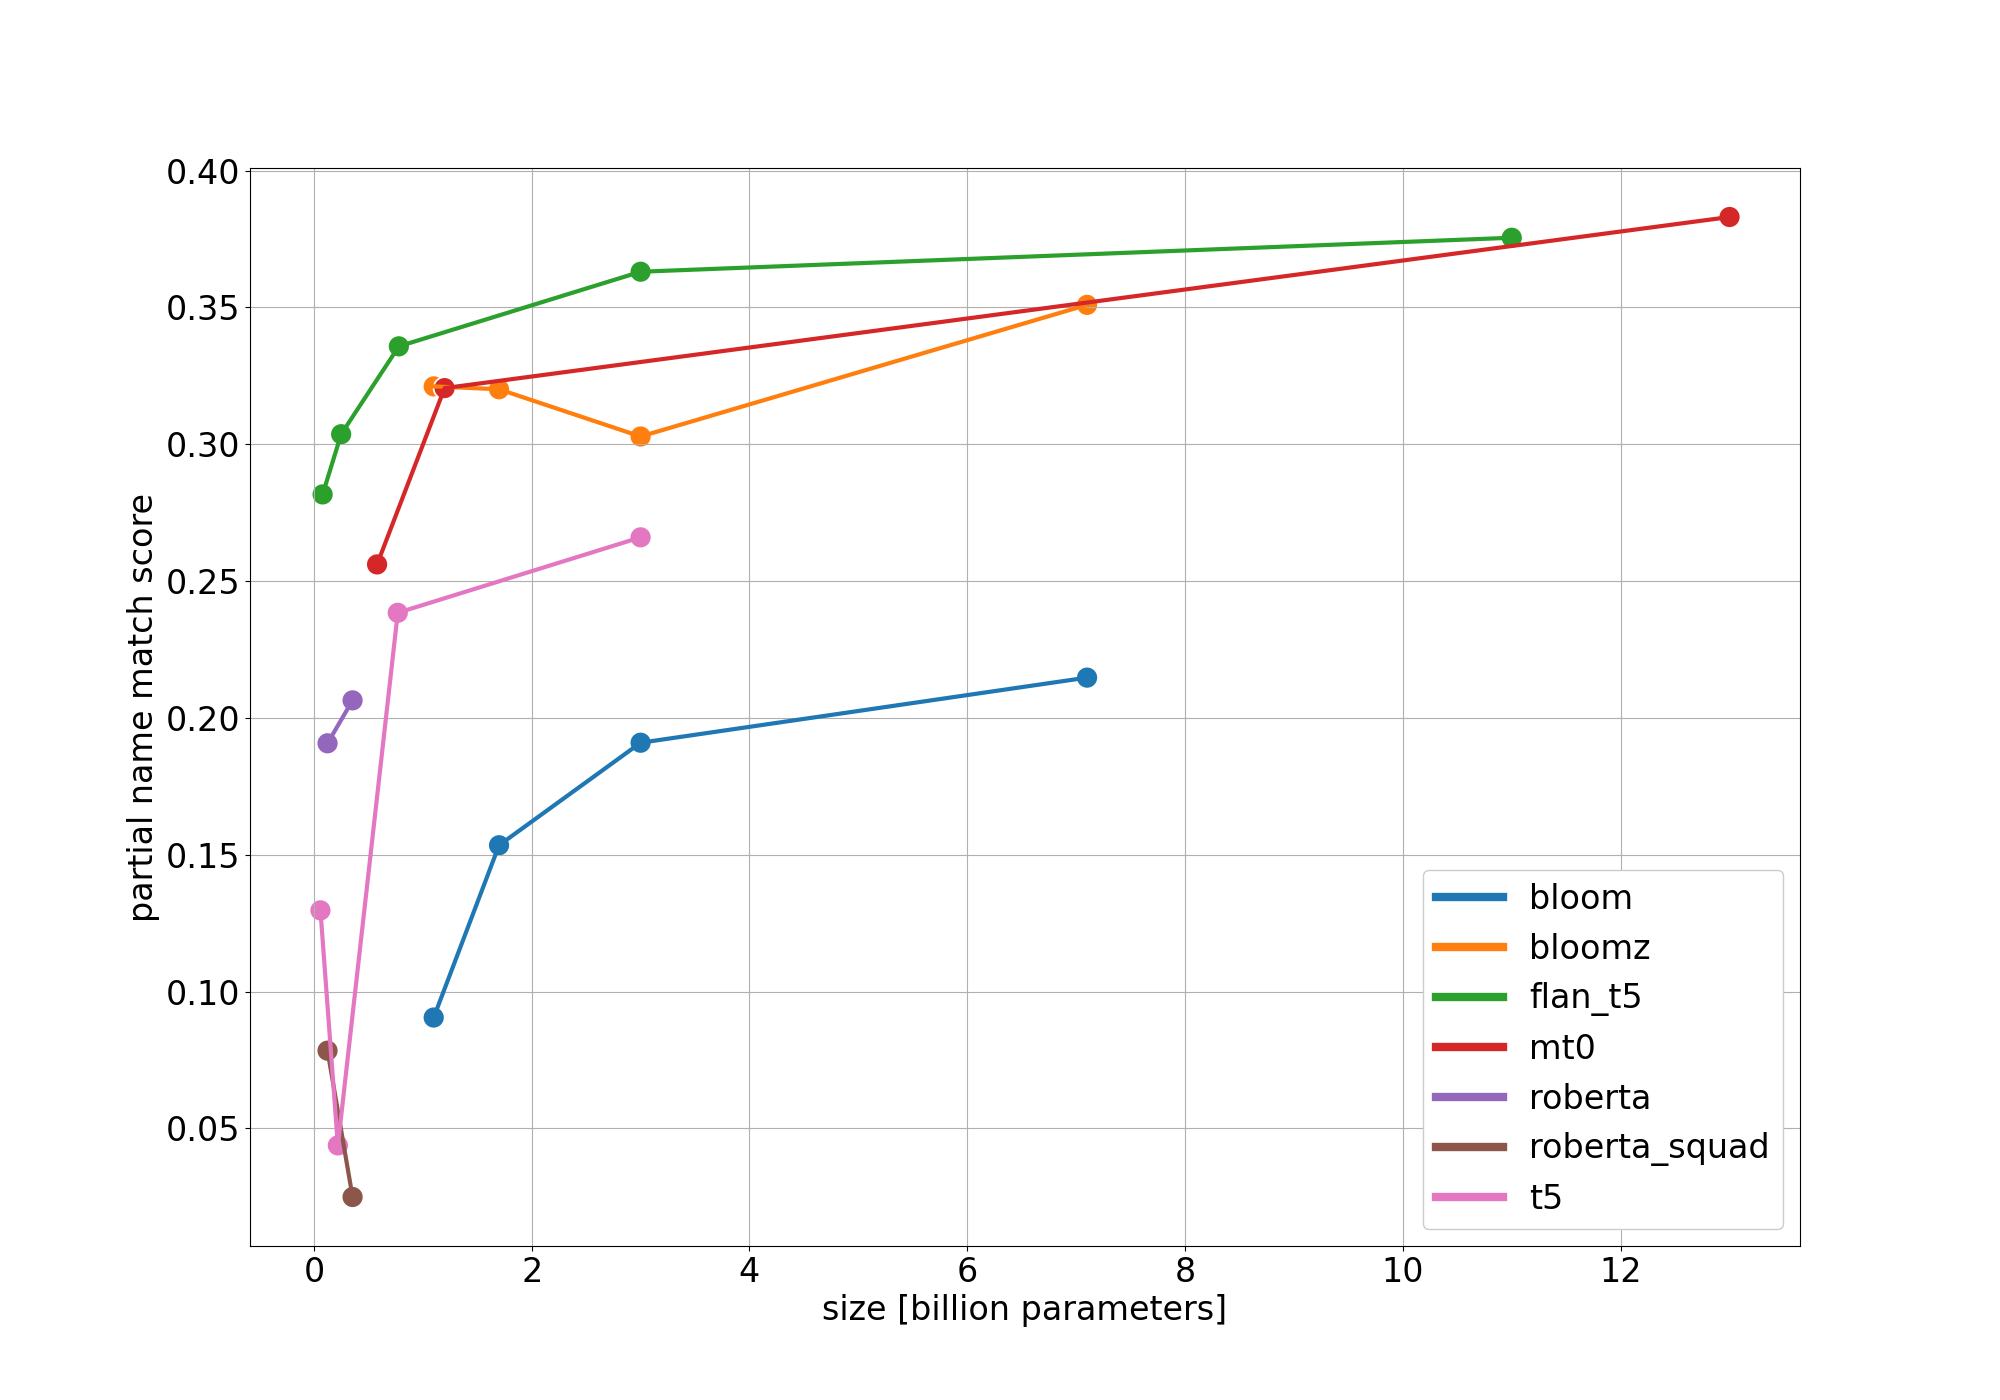 0.40
0.35
0.30
0.25
0.20
0.15
0.10
0.05
partial name match score
0 2 4 6 8 10 12
size [billion parameters]
bloom
bloomz
flan_t5
mt0
roberta
roberta_squad
t5